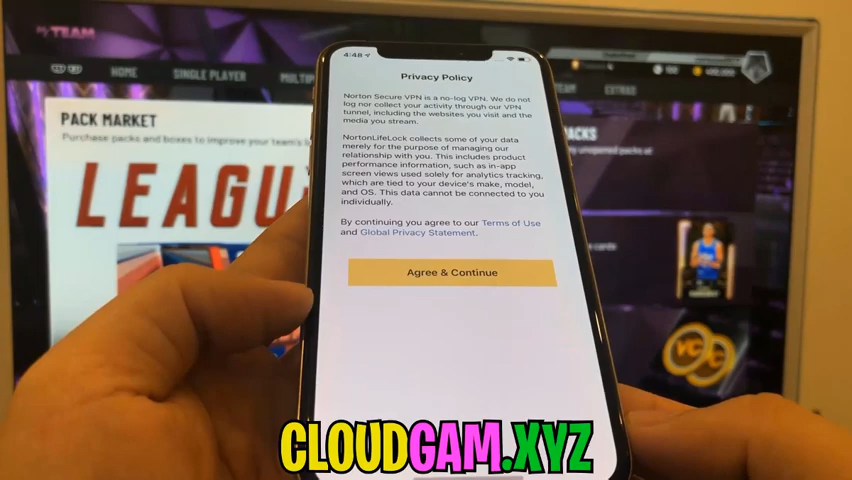 TEAM
HOME
SINGLE PLAYER
EXTRAS
PACK MARKET
Purchase packs and boxes to improve your team's
LEAGU
4:48
Privacy Policy
Norton Secure VPN is a no-log VPN. We do not
log nor collect your activity through our VPN
tunnel, including the websites you visit and the
media you stream.
NortonLifeLock collects some of your data
merely for the purpose of managing our
relationship with you. This includes product
performance information, such as in-app
screen views used solely for analytics tracking,
which are tied to your device's make, model,
and OS. This data cannot be connected to you
individually.
By continuing you agree to our Terms of Use
and Global Privacy Statement.
Agree & Continue
PACKS
unopened packs at
cards
VC
CLOUDGAM.XYZ